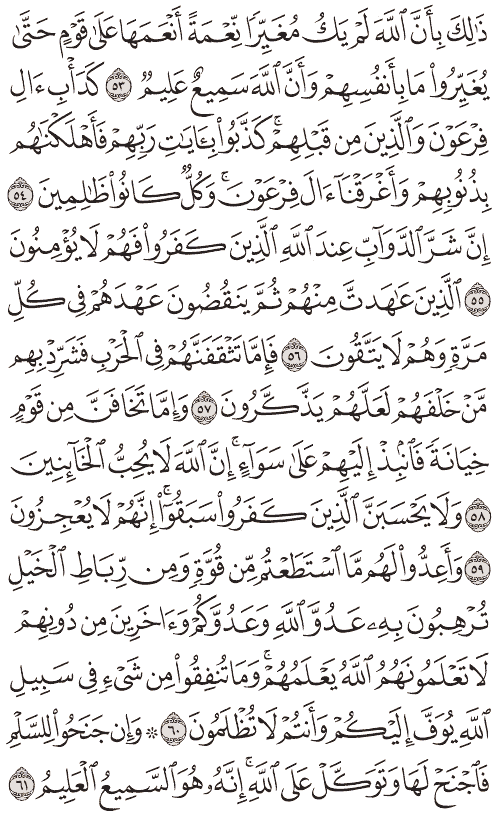 ذَٰلِكَ بِأَنَّ ٱللَّهَ لَمْ يَكُ مُغَيِّرًا نِّعْمَةً أَنْعَمَهَا عَلَىٰ قَوْمٍ حَتَّىٰ
يُغَيِّرُوا۟ مَا بِأَنفُسِهِمْ وَأَنَّ ٱللَّهَ سَمِيعٌ عَلِيمٌ ٥٣ كَدَأْبِ ءَالِ
فِرْعَوْنَ وَٱلَّذِينَ مِن قَبْلِهِمْ ۚ كَذَّبُوا۟ بِـَٔايَٰتِ رَبِّهِمْ فَأَهْلَكْنَٰهُم
بِذُنُوبِهِمْ وَأَغْرَقْنَآ ءَالَ فِرْعَوْنَ ۚ وَكُلٌّ كَانُوا۟ ظَٰلِمِينَ ٥٤
إِنَّ شَرَّ ٱلدَّوَآبِّ عِندَ ٱللَّهِ ٱلَّذِينَ كَفَرُوا۟ فَهُمْ لَا يُؤْمِنُونَ
٥٥ ٱلَّذِينَ عَٰهَدتَّ مِنْهُمْ ثُمَّ يَنقُضُونَ عَهْدَهُمْ فِى كُلِّ
مَرَّةٍ وَهُمْ لَا يَتَّقُونَ ٥٦ فَإِمَّا تَثْقَفَنَّهُمْ فِى ٱلْحَرْبِ فَشَرِّدْ بِهِم
مَّنْ خَلْفَهُمْ لَعَلَّهُمْ يَذَّكَّرُونَ ٥٧ وَإِمَّا تَخَافَنَّ مِن قَوْمٍ
خِيَانَةً فَٱنۢبِذْ إِلَيْهِمْ عَلَىٰ سَوَآءٍ ۚ إِنَّ ٱللَّهَ لَا يُحِبُّ ٱلْخَآئِنِينَ
٥٨ وَلَا يَحْسَبَنَّ ٱلَّذِينَ كَفَرُوا۟ سَبَقُوٓا۟ ۚ إِنَّهُمْ لَا يُعْجِزُونَ
٥٩ وَأَعِدُّوا۟ لَهُم مَّا ٱسْتَطَعْتُم مِّن قُوَّةٍ وَمِن رِّبَاطِ ٱلْخَيْلِ
تُرْهِبُونَ بِهِۦ عَدُوَّ ٱللَّهِ وَعَدُوَّكُمْ وَءَاخَرِينَ مِن دُونِهِمْ
لَا تَعْلَمُونَهُمُ ٱللَّهُ يَعْلَمُهُمْ ۚ وَمَا تُنفِقُوا۟ مِن شَىْءٍ فِى سَبِيلِ
ٱللَّهِ يُوَفَّ إِلَيْكُمْ وَأَنتُمْ لَا تُظْلَمُونَ ٦٠ ۞ وَإِن جَنَحُوا۟ لِلسَّلْمِ
فَٱجْنَحْ لَهَا وَتَوَكَّلْ عَلَى ٱللَّهِ ۚ إِنَّهُۥ هُوَ ٱلسَّمِيعُ ٱلْعَلِيمُ ٦١